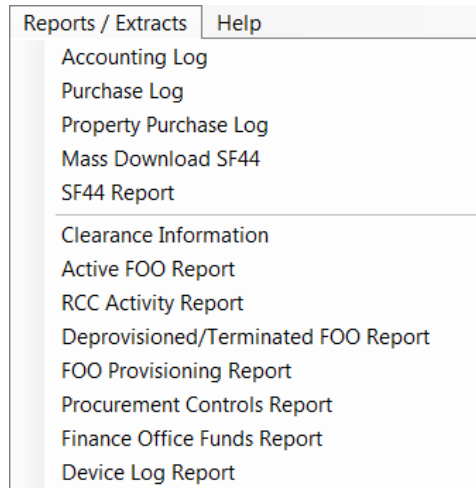 Reports / Extracts Help
Accounting Log
Purchase Log
Property Purchase Log
Mass Download SF44
SF44 Report
Clearance Information
Active FOO Report
RCC Activity Report
Deprovisioned/Terminated FOO Report
FOO Provisioning Report
Procurement Controls Report
Finance Office Funds Report
Device Log Report